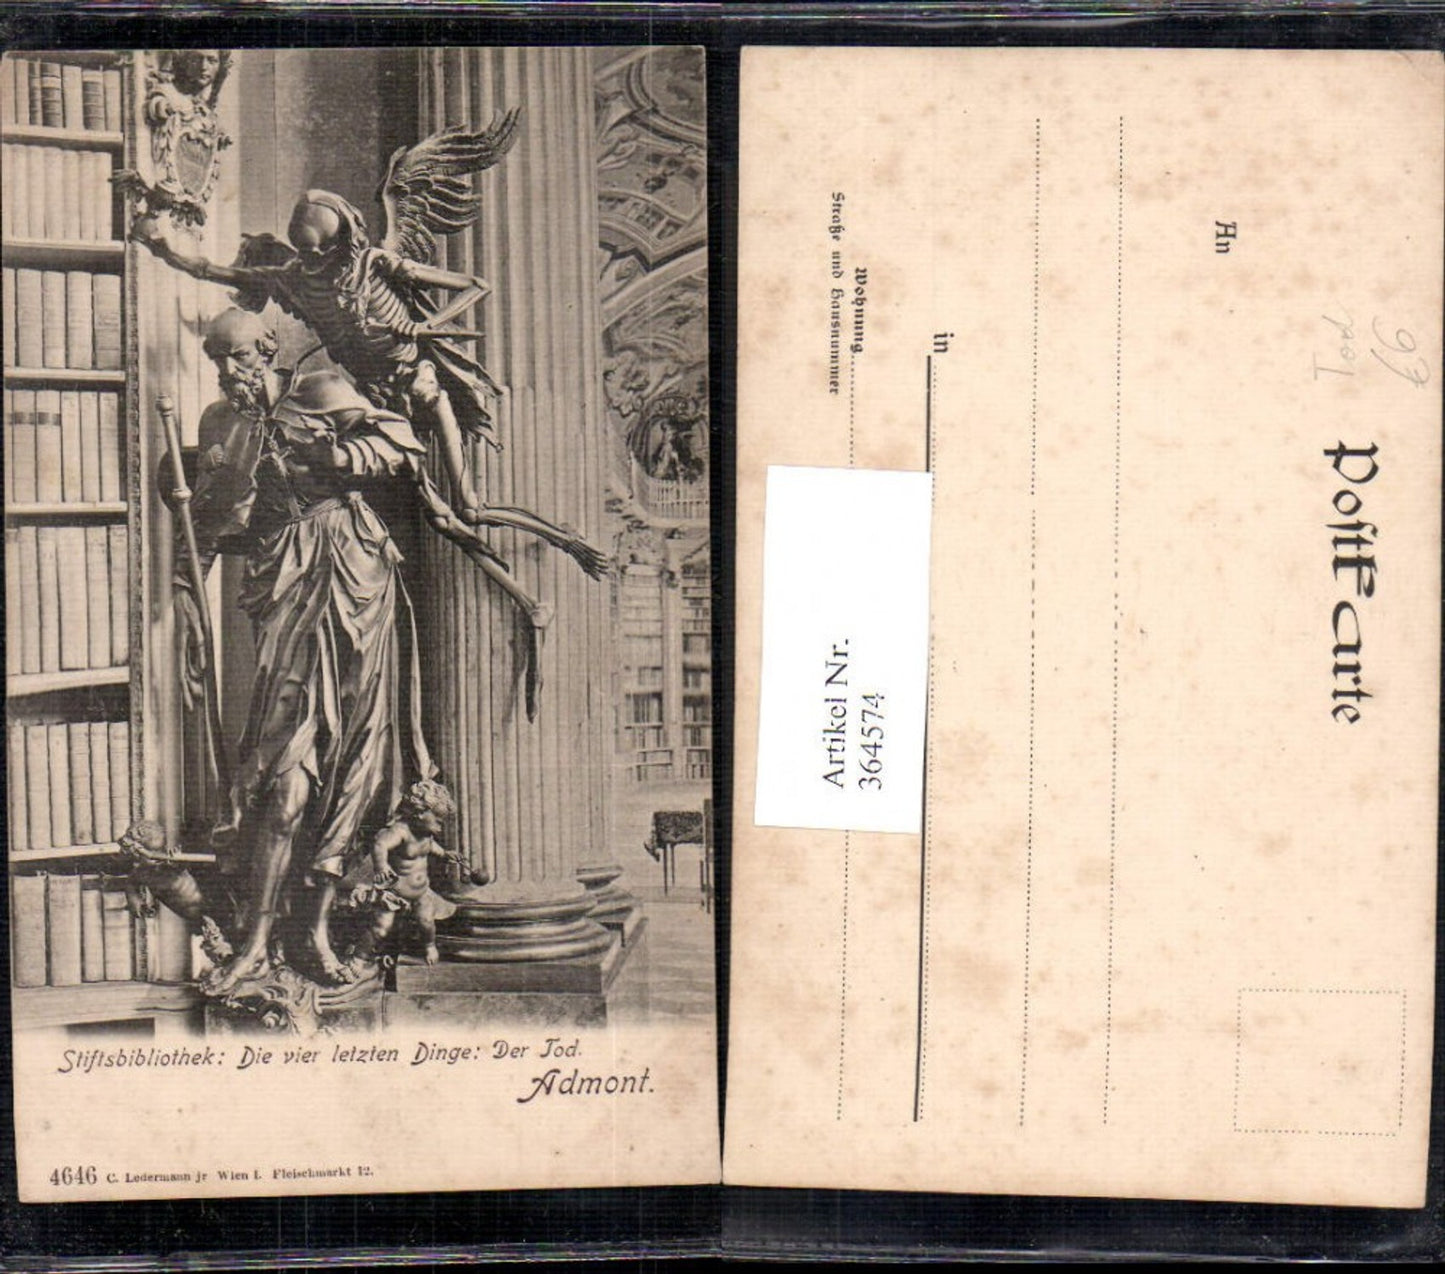 Stiftsbibliothek: Die vier letzten Dinge: Der Tod.
Admont.
4646 C. Ledermann jr Wien I. Fleischmarkt 12.
Postkarte
An
in
Wohnung
Straße und Hausnummer
Artikel Nr.
364574
Tod